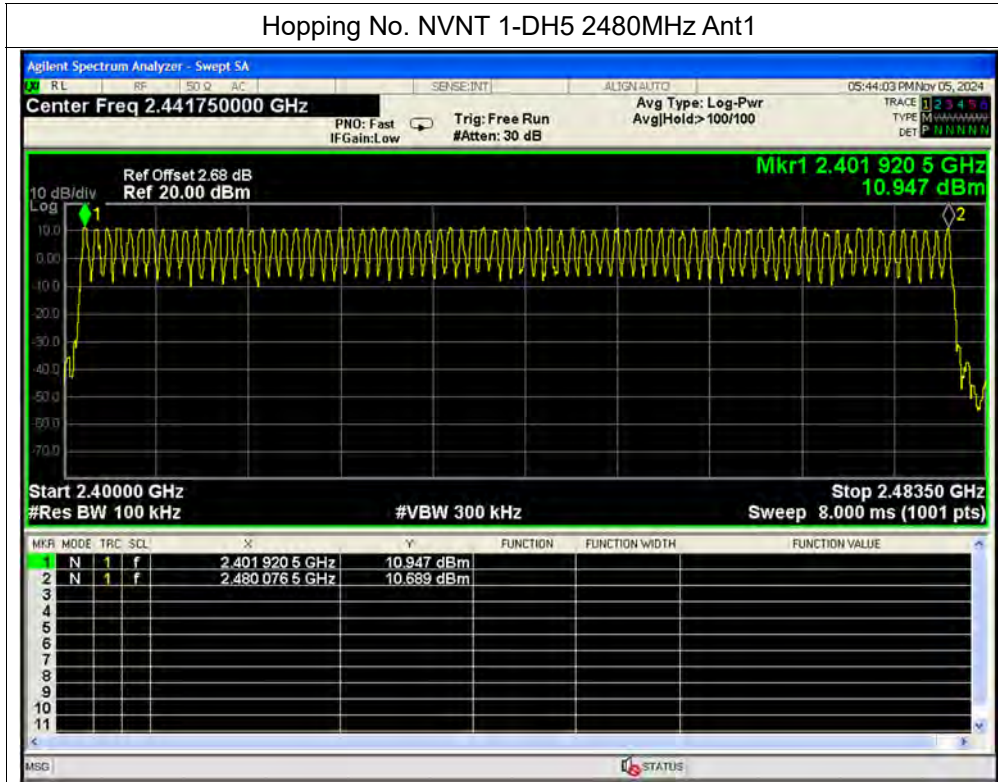 Hopping No. NVNT 1-DH5 2480MHz Ant1
Agilent Spectrum Analyzer - Swept SA
RL RF 50 Ω AC SENSE:INT ALIGN AUTO 05:44:03 PM Nov 05, 2024
Center Freq 2.441750000 GHz
Avg Type: Log-Pwr
TRACE 1 2 3 4 5 6
PNO: Fast Trig: Free Run Avg|Hold:> 100/100
TYPE M
IFGain:Low #Atten: 30 dB
DET P N N N N N
Mkr1 2.401 920 5 GHz
10.947 dBm
Ref Offset 2.68 dB
10 dB/div Ref 20.00 dBm
Log
1
2
10.0
0.00
-10.0
-20.0
-30.0
-40.0
-50.0
-60.0
-70.0
Start 2.40000 GHz Stop 2.48350 GHz
#Res BW 100 kHz #VBW 300 kHz Sweep 8.000 ms (1001 pts)
MKR MODE TRC SCL X Y FUNCTION FUNCTION WIDTH FUNCTION VALUE
1 N 1 f 2.401 920 5 GHz 10.947 dBm
2 N 1 f 2.480 076 5 GHz 10.689 dBm
3
4
5
6
7
8
9
10
11
MSG STATUS